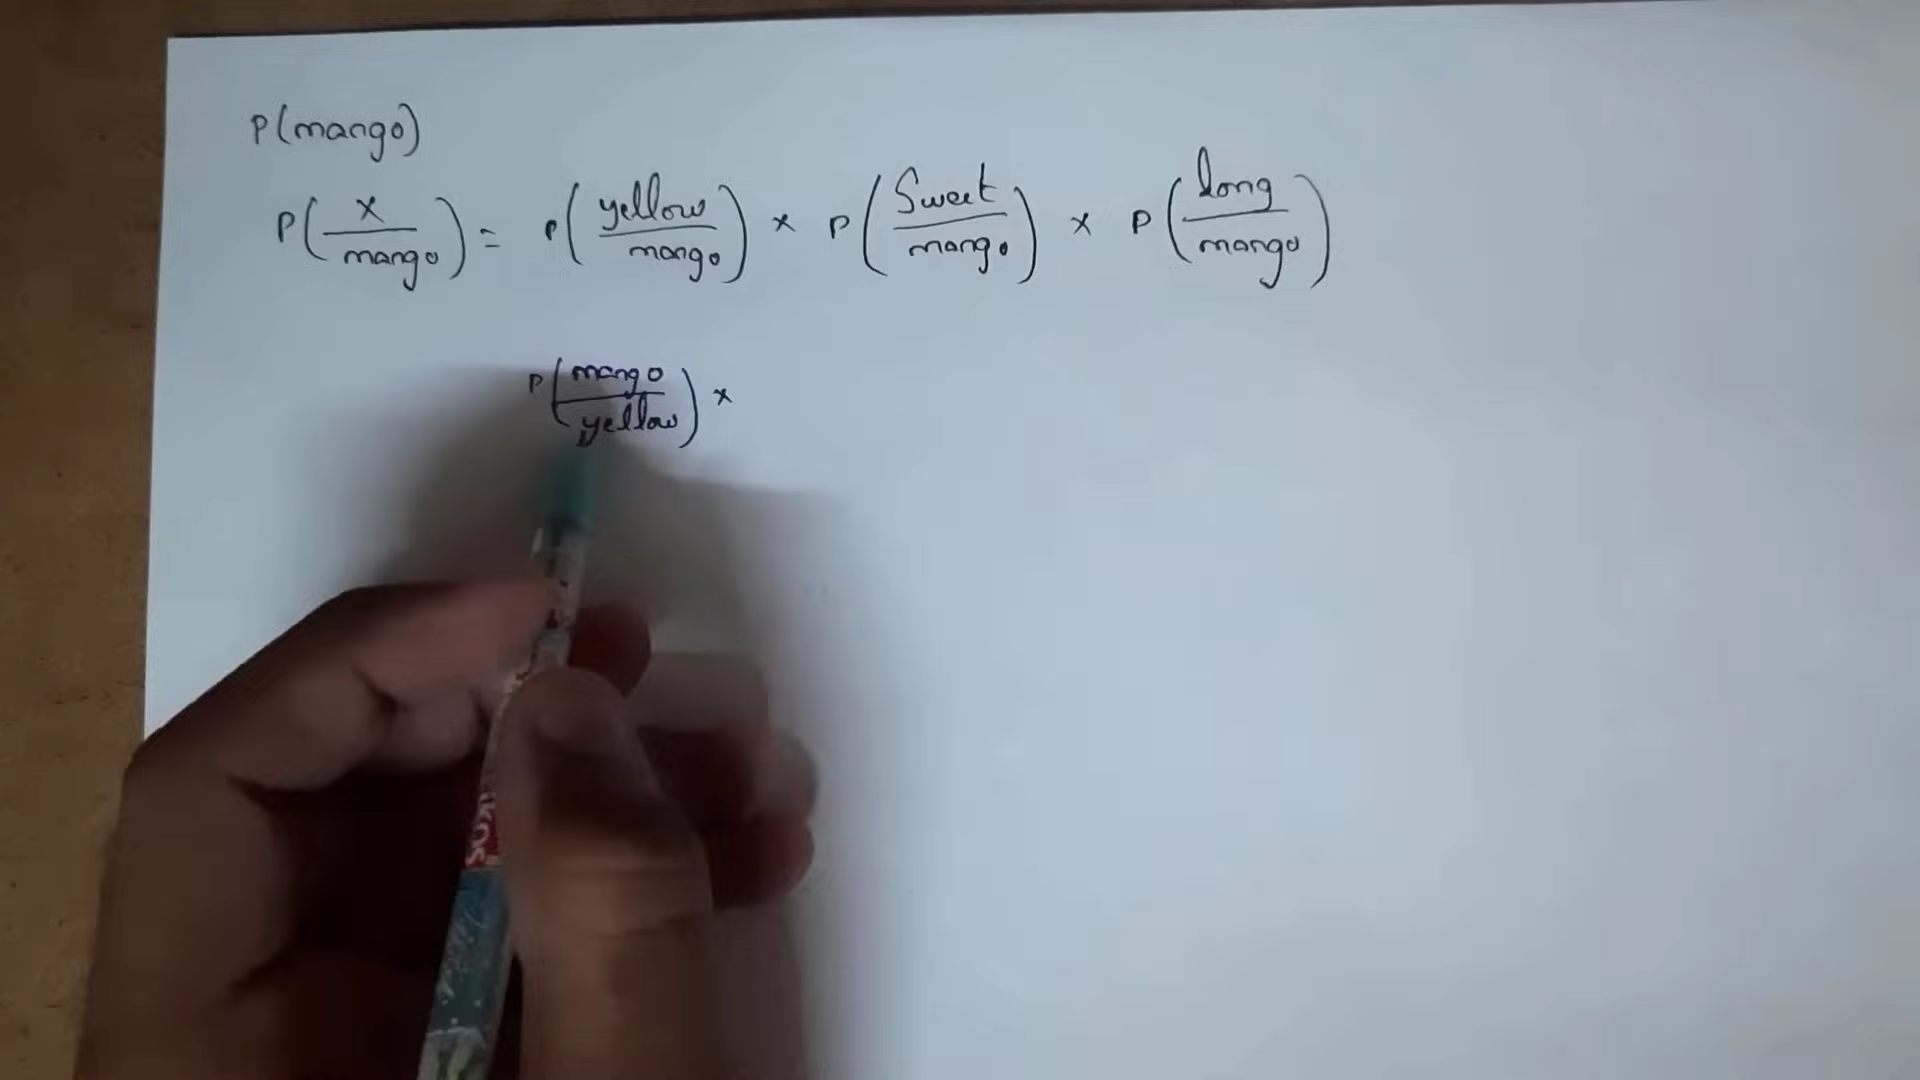 P(mango)
P(x/mango) = P(yellow/mango) x P(Sweet/mango) x P(long/mango)
P(mango/yellow) x